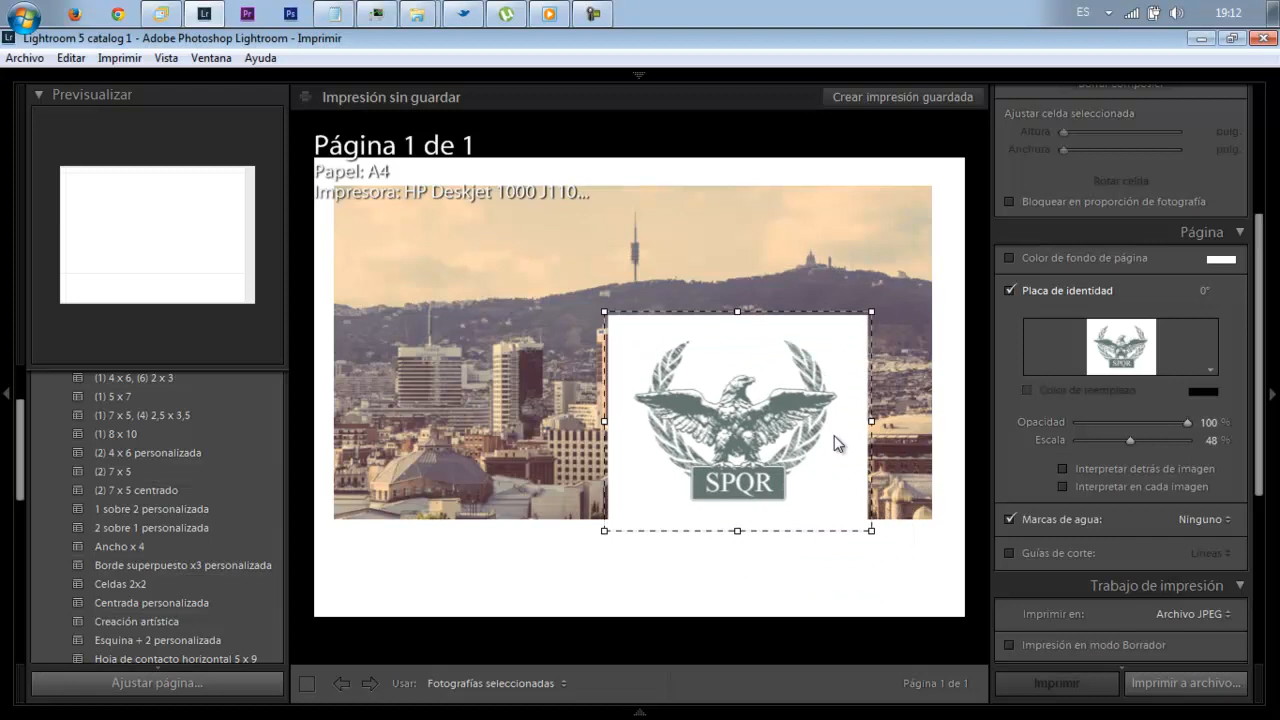 Lr
Pr
Ps
ES
19:12
Lr Lightroom 5 catalog 1 - Adobe Photoshop Lightroom - Imprimir
Archivo Editar Imprimir Vista Ventana Ayuda
Previsualizar
Impresión sin guardar
Crear impresión guardada
Página 1 de 1
Papel: A4
Impresora: HP Deskjet 1000 J110...
SPQR
(1) 4 x 6, (6) 2 x 3
(1) 5 x 7
(1) 7 x 5, (4) 2,5 x 3,5
(1) 8 x 10
(2) 4 x 6 personalizada
(2) 7 x 5
(2) 7 x 5 centrado
1 sobre 2 personalizada
2 sobre 1 personalizada
Ancho x 4
Borde superpuesto x3 personalizada
Celdas 2x2
Centrada personalizada
Creación artística
Esquina + 2 personalizada
Hoja de contacto horizontal 5 x 9
Ajustar página...
Usar: Fotografías seleccionadas
Página 1 de 1
Ajustar celda seleccionada
Altura pulg.
Anchura pulg.
Rotar celda
Bloquear en proporción de fotografía
Página
Color de fondo de página
Placa de identidad 0°
SPQR
Color de reemplazo
Opacidad 100 %
Escala 48 %
Interpretar detrás de imagen
Interpretar en cada imagen
Marcas de agua: Ninguno
Guías de corte: Líneas
Trabajo de impresión
Imprimir en: Archivo JPEG
Impresión en modo Borrador
Imprimir
Imprimir a archivo...